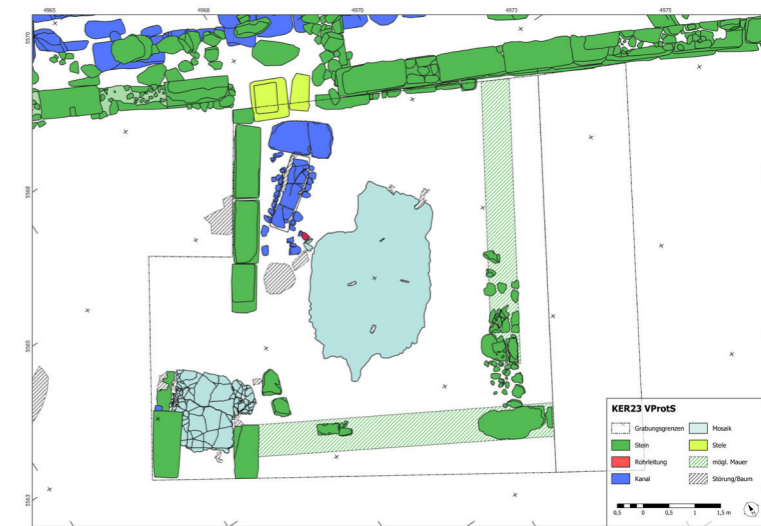 4965 4968 4970 4973 4975
5570
5568
5565
5563
KER23 VProtS
Grabungsgrenzen Mosaik
Stein Stele
Rohrleitung mögl. Mauer
Kanal Störung/Baum
0,5 0 0,5 1 1,5 m